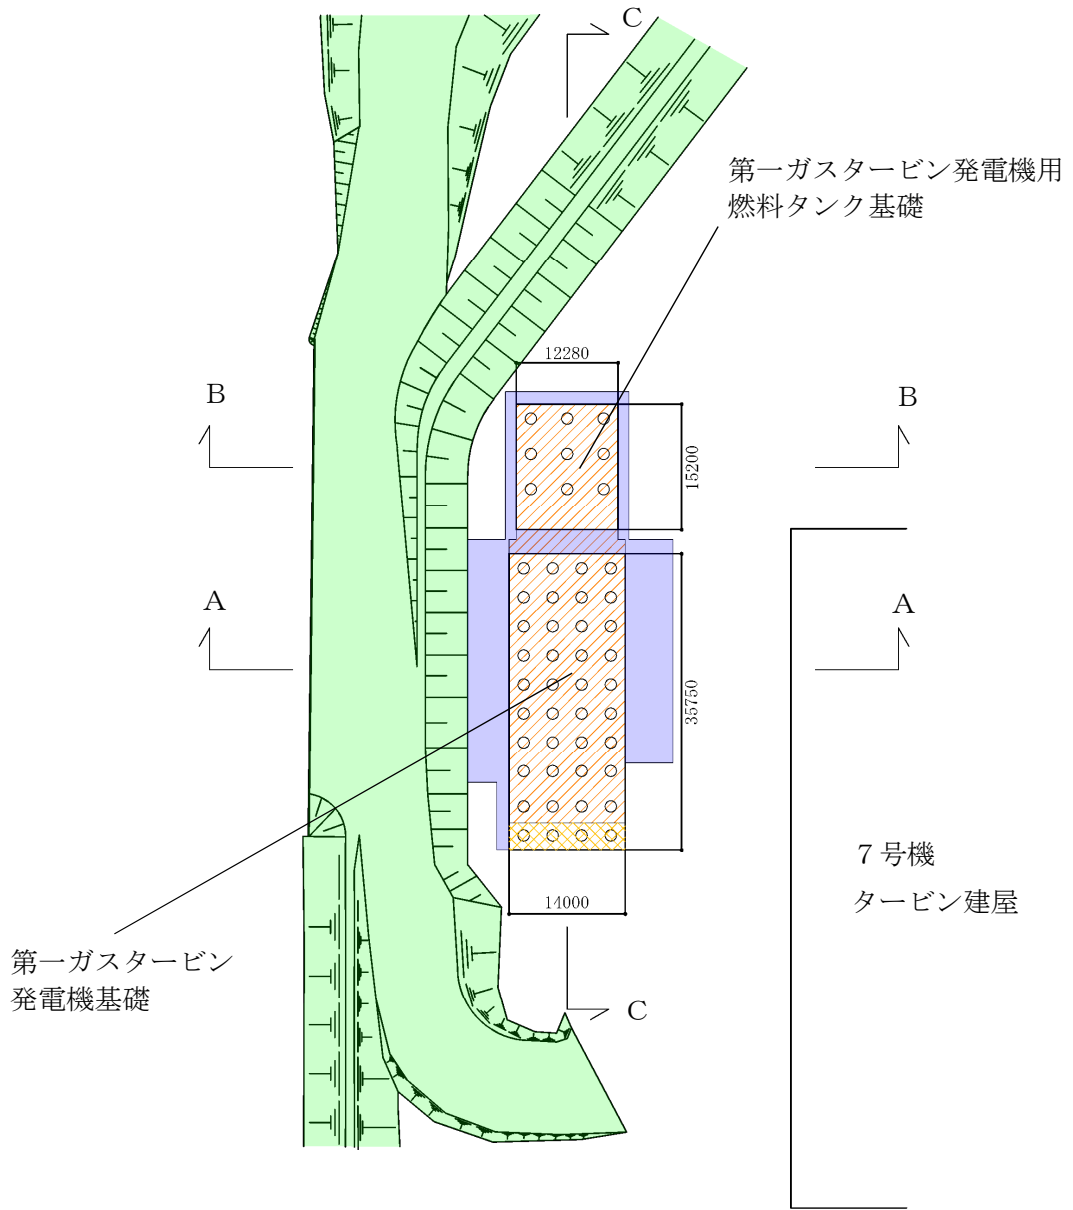 C
第一ガスタービン発電機用
燃料タンク基礎
12280
B
B
15200
A
A
35750
７号機
タービン建屋
14000
第一ガスタービン
発電機基礎
C